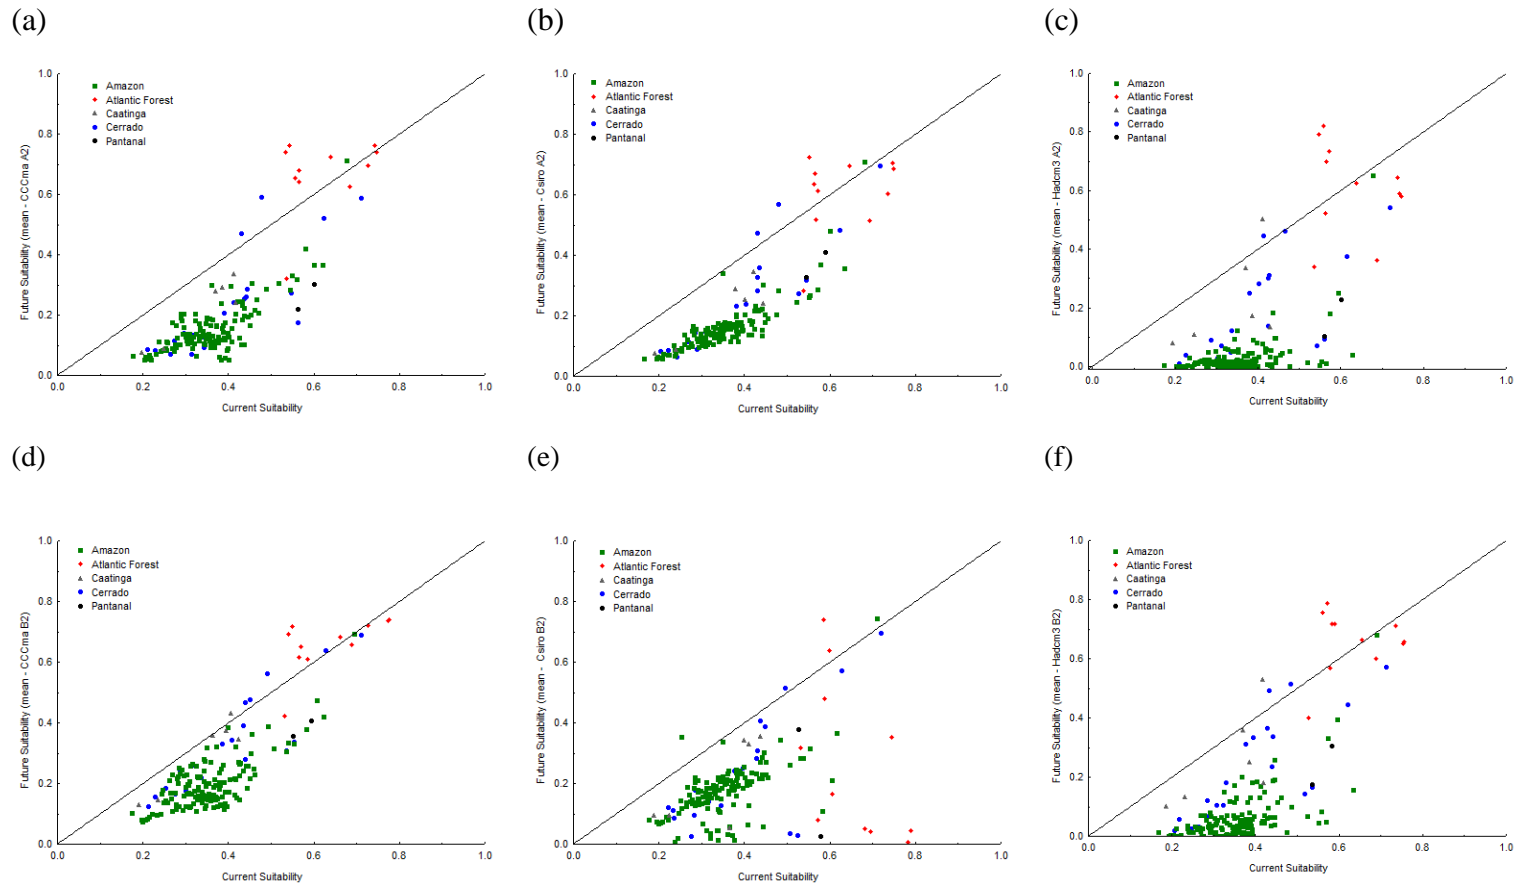 (a)
(b)
(c)
Amazon
Atlantic Forest
Caatinga
Cerrado
Pantanal
Future Suitability (mean - CCCma A2)
1.0
0.8
0.6
0.4
0.2
0.0
0.0 0.2 0.4 0.6 0.8 1.0
Current Suitability
Amazon
Atlantic Forest
Caatinga
Cerrado
Pantanal
Future Suitability (mean - Csiro A2)
1.0
0.8
0.6
0.4
0.2
0.0
0.0 0.2 0.4 0.6 0.8 1.0
Current Suitability
Amazon
Atlantic Forest
Caatinga
Cerrado
Pantanal
Future Suitability (mean - Hadcm3 A2)
1.0
0.8
0.6
0.4
0.2
0.0
0.0 0.2 0.4 0.6 0.8 1.0
Current Suitability
(d)
(e)
(f)
Amazon
Atlantic Forest
Caatinga
Cerrado
Pantanal
Future Suitability (mean - CCCma B2)
1.0
0.8
0.6
0.4
0.2
0.0
0.0 0.2 0.4 0.6 0.8 1.0
Current Suitability
Amazon
Atlantic Forest
Caatinga
Cerrado
Pantanal
Future Suitability (mean - Csiro B2)
1.0
0.8
0.6
0.4
0.2
0.0
0.0 0.2 0.4 0.6 0.8 1.0
Current Suitability
Amazon
Atlantic Forest
Caatinga
Cerrado
Pantanal
Future Suitability (mean - Hadcm3 B2)
1.0
0.8
0.6
0.4
0.2
0.0
0.0 0.2 0.4 0.6 0.8 1.0
Current Suitability